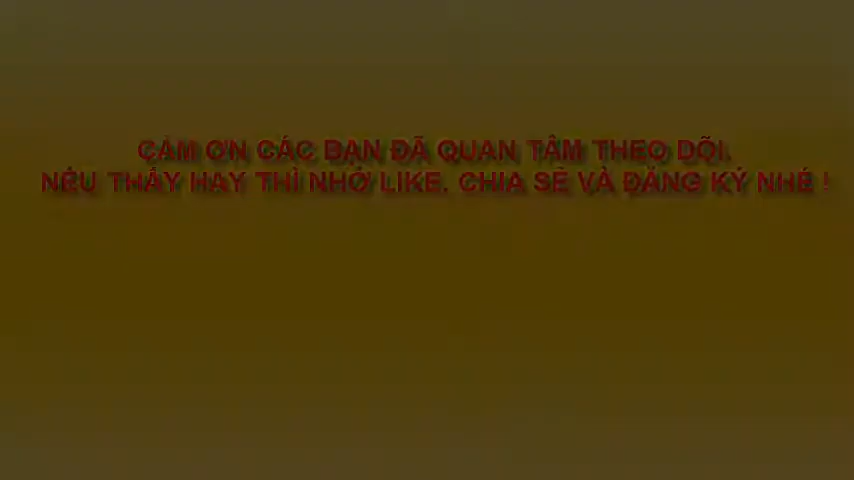 CẢM ƠN CÁC BẠN ĐÃ QUAN TÂM THEO DÕI.
NẾU THẤY HAY THÌ NHỚ LIKE. CHIA SẺ VÀ ĐĂNG KÝ NHÉ !